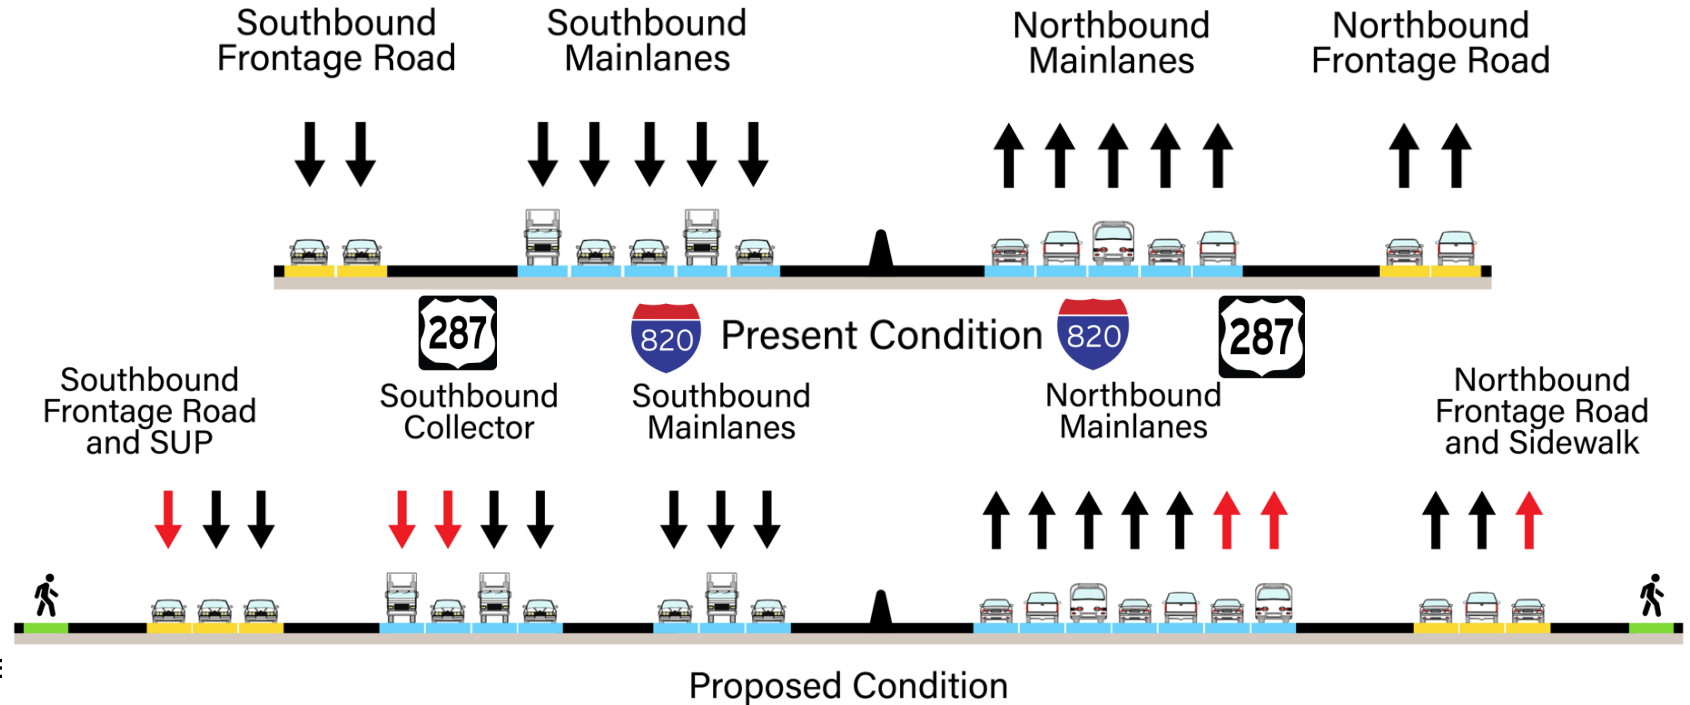 Southbound
Frontage Road
Southbound
Mainlanes
Northbound
Mainlanes
Northbound
Frontage Road
287
820
Present Condition
820
287
Southbound
Frontage Road
and SUP
Southbound
Collector
Southbound
Mainlanes
Northbound
Mainlanes
Northbound
Frontage Road
and Sidewalk
Proposed Condition